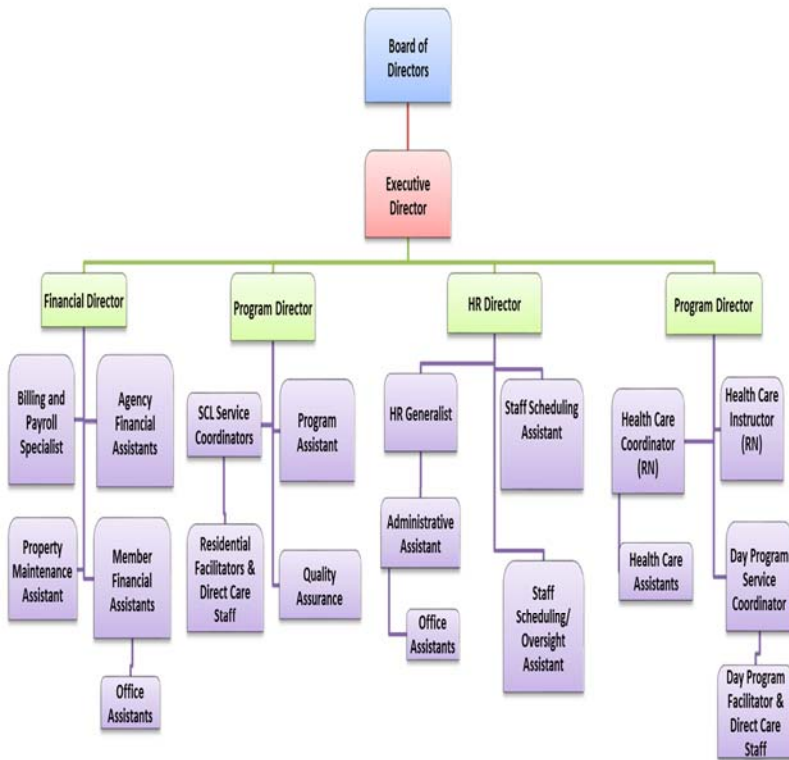 Board of
Directors
Executive
Director
Financial Director
Program Director
HR Director
Program Director
Billing and
Payroll
Specialist
Agency
Financial
Assistants
Property
Maintenance
Assistant
Member
Financial
Assistants
Office
Assistants
SCL Service
Coordinators
Program
Assistant
Residential
Facilitators &
Direct Care
Staff
Quality
Assurance
HR Generalist
Staff Scheduling
Assistant
Administrative
Assistant
Office
Assistants
Staff
Scheduling/
Oversight
Assistant
Health Care
Coordinator
(RN)
Health Care
Instructor
(RN)
Health Care
Assistants
Day Program
Service
Coordinator
Day Program
Facilitator &
Direct Care
Staff